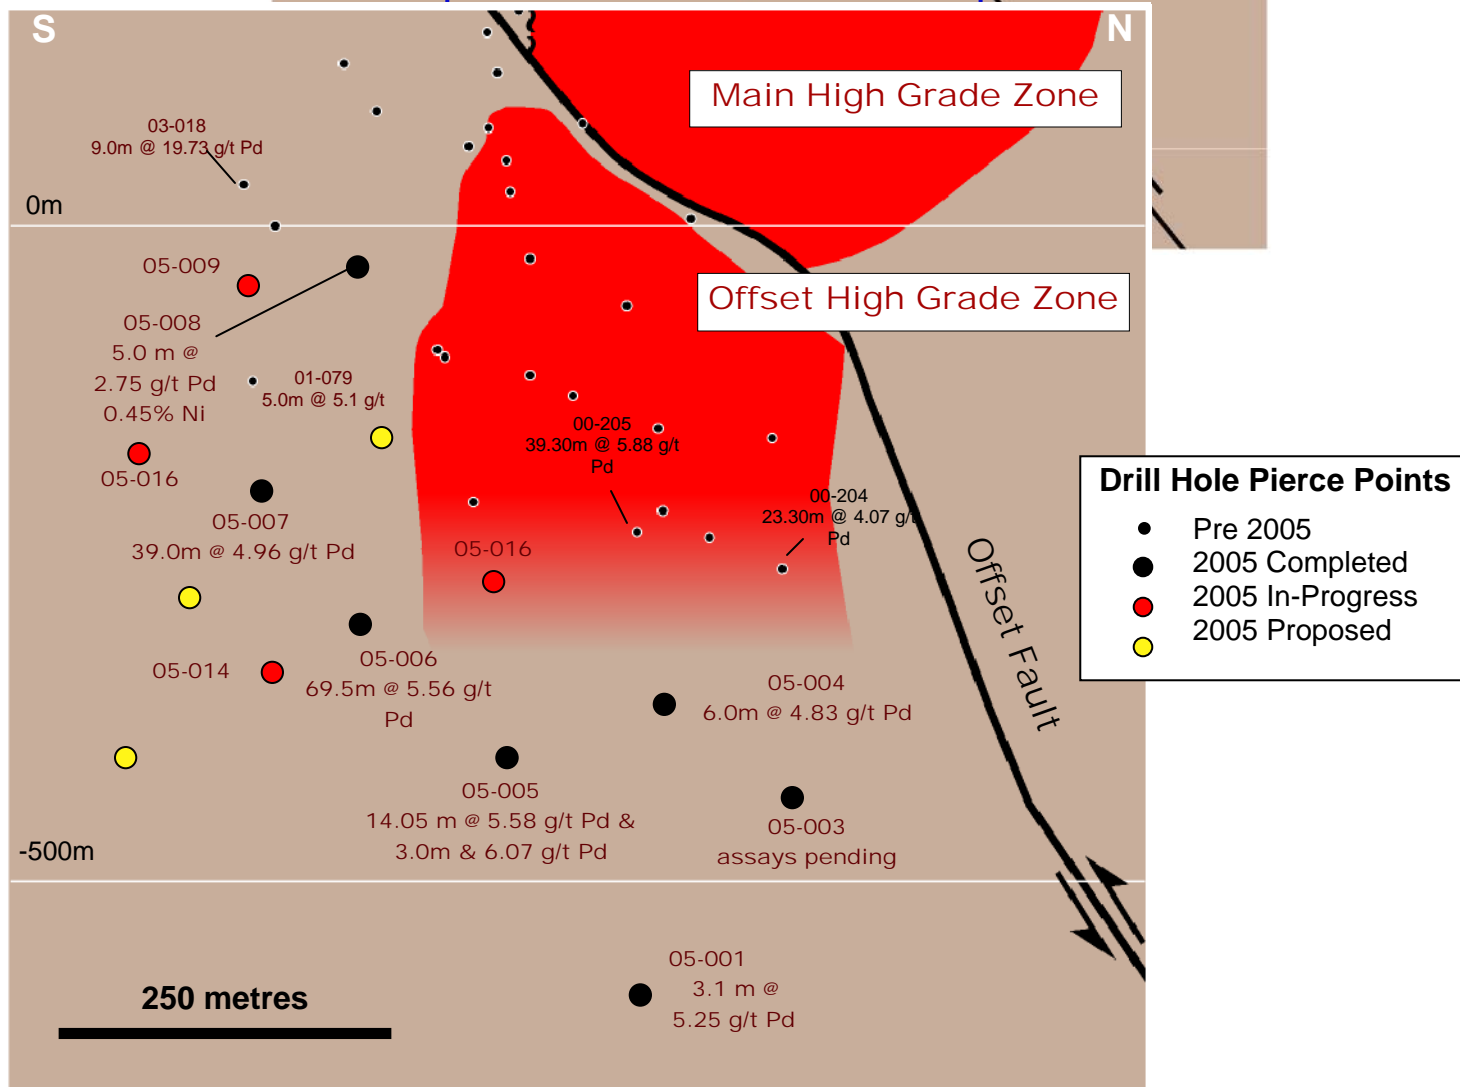 S
N
Main High Grade Zone
03-018
9.0m @ 19.73 g/t Pd
0m
05-009
Offset High Grade Zone
05-008
5.0 m @
2.75 g/t Pd
0.45% Ni
01-079
5.0m @ 5.1 g/t
00-205
39.30m @ 5.88 g/t
Pd
05-016
00-204
23.30m @ 4.07 g/t
Pd
05-007
39.0m @ 4.96 g/t Pd
05-016
Offset Fault
05-006
69.5m @ 5.56 g/t
Pd
05-014
05-004
6.0m @ 4.83 g/t Pd
05-005
14.05 m @ 5.58 g/t Pd &
3.0m & 6.07 g/t Pd
05-003
assays pending
-500m
05-001
3.1 m @
5.25 g/t Pd
250 metres
Drill Hole Pierce Points
Pre 2005
2005 Completed
2005 In-Progress
2005 Proposed